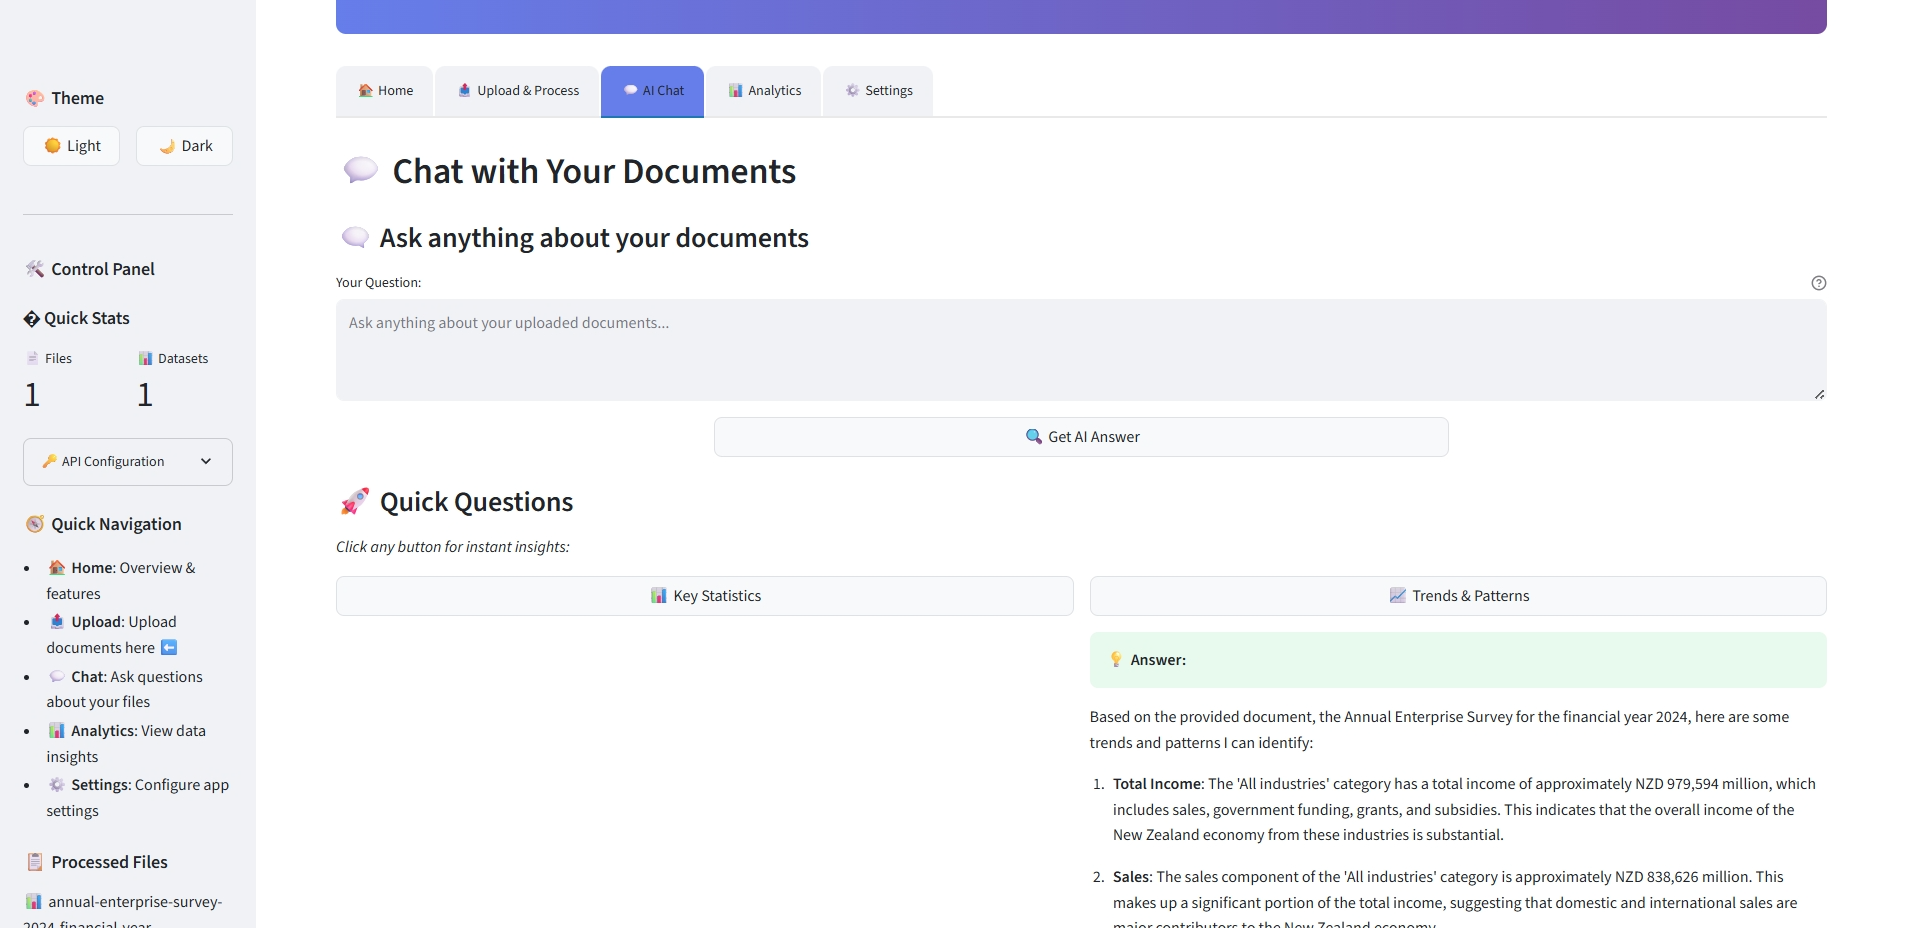 🎨 Theme
☀️ Light
🌙 Dark
🛠️ Control Panel
� Quick Stats
📄 Files
📊 Datasets
1
1
🔑 API Configuration
🧭 Quick Navigation
• 🏠 Home: Overview &
features
• 📤 Upload: Upload
documents here ⬅️
• 💬 Chat: Ask questions
about your files
• 📊 Analytics: View data
insights
• ⚙️ Settings: Configure app
settings
📋 Processed Files
📊 annual-enterprise-survey-
2024-financial-year
🏠 Home
📤 Upload & Process
💬 AI Chat
📊 Analytics
⚙️ Settings
💬 Chat with Your Documents
🗨️ Ask anything about your documents
Your Question:
Ask anything about your uploaded documents...
🔍 Get AI Answer
🚀 Quick Questions
Click any button for instant insights:
📊 Key Statistics
📈 Trends & Patterns
💡 Answer:
Based on the provided document, the Annual Enterprise Survey for the financial year 2024, here are some
trends and patterns I can identify:
1. Total Income: The 'All industries' category has a total income of approximately NZD 979,594 million, which
includes sales, government funding, grants, and subsidies. This indicates that the overall income of the
New Zealand economy from these industries is substantial.
2. Sales: The sales component of the 'All industries' category is approximately NZD 838,626 million. This
makes up a significant portion of the total income, suggesting that domestic and international sales are
major contributors to the New Zealand economy.